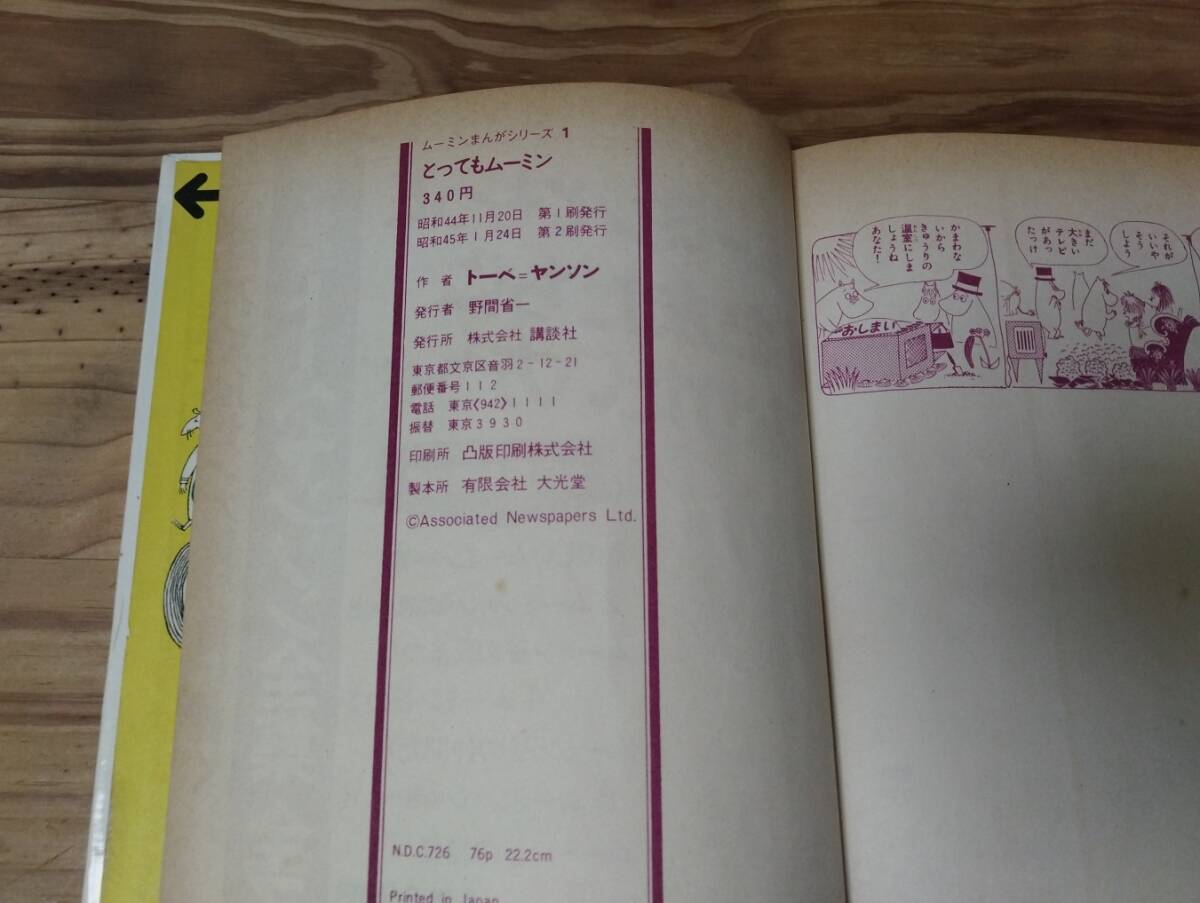 ムーミンまんがシリーズ 1
とってもムーミン
340円
昭和44年11月20日 第1刷発行
昭和45年1月24日 第2刷発行
作者 トーベ=ヤンソン
発行者 野間省一
発行所 株式会社 講談社
東京都文京区音羽2-12-21
郵便番号112
電話 東京《942》1111
振替 東京3930
印刷所 凸版印刷株式会社
製本所 有限会社 大光堂
©Associated Newspapers Ltd.
N.D.C.726 76p 22.2cm
Printed in Japan
それが
いいや
そう
しよう
まだ
大きい
テレビ
があっ
たっけ
かまわな
いから
きゅうりの
温室にしま
しょうね
あなた!
おしまい